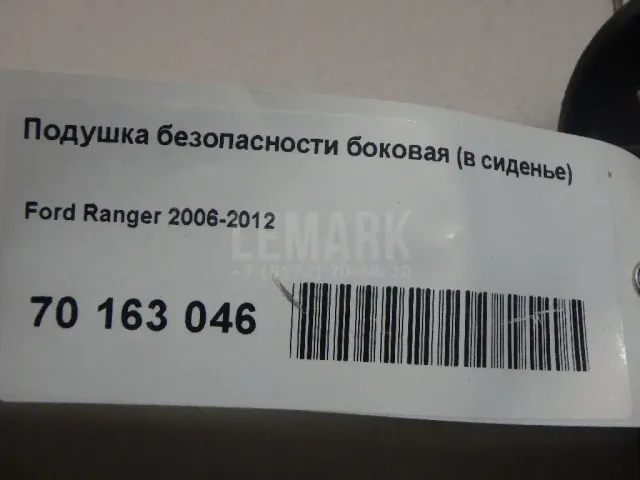 Подушка безопасности боковая (в сиденье)
Ford Ranger 2006-2012
LEMARK
70 163 046